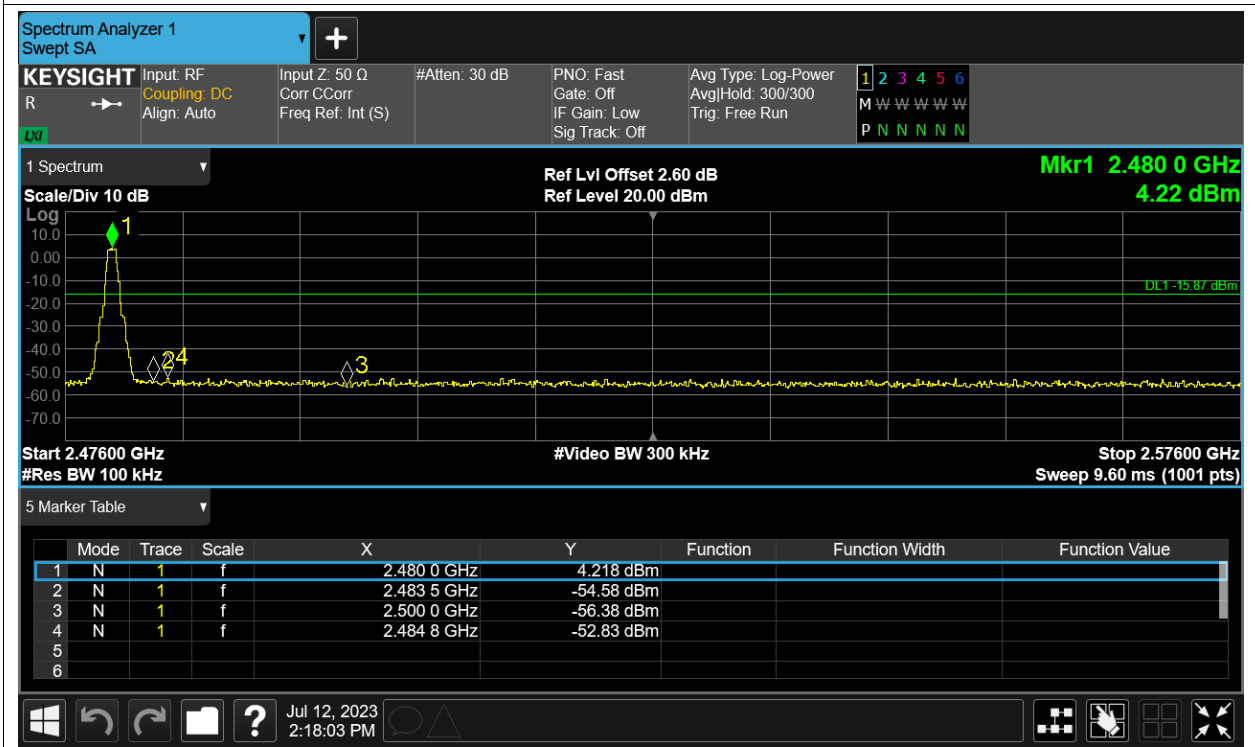 Spectrum Analyzer 1
Swept SA
KEYSIGHT
R
LXI
Input: RF
Coupling: DC
Align: Auto
Input Z: 50 Ω
Corr CCorr
Freq Ref: Int (S)
#Atten: 30 dB
PNO: Fast
Gate: Off
IF Gain: Low
Sig Track: Off
Avg Type: Log-Power
Avg|Hold: 300/300
Trig: Free Run
1 2 3 4 5 6
M W W W W W
P N N N N N
1 Spectrum
Scale/Div 10 dB
Ref Lvl Offset 2.60 dB
Ref Level 20.00 dBm
Mkr1 2.480 0 GHz
4.22 dBm
Log
10.0
0.00
-10.0
-20.0
-30.0
-40.0
-50.0
-60.0
-70.0
1
2 4
3
DL1 -15.87 dBm
Start 2.47600 GHz
#Res BW 100 kHz
#Video BW 300 kHz
Stop 2.57600 GHz
Sweep 9.60 ms (1001 pts)
5 Marker Table
Mode Trace Scale X Y Function Function Width Function Value
1 N 1 f 2.480 0 GHz 4.218 dBm
2 N 1 f 2.483 5 GHz -54.58 dBm
3 N 1 f 2.500 0 GHz -56.38 dBm
4 N 1 f 2.484 8 GHz -52.83 dBm
5
6
?
Jul 12, 2023
2:18:03 PM